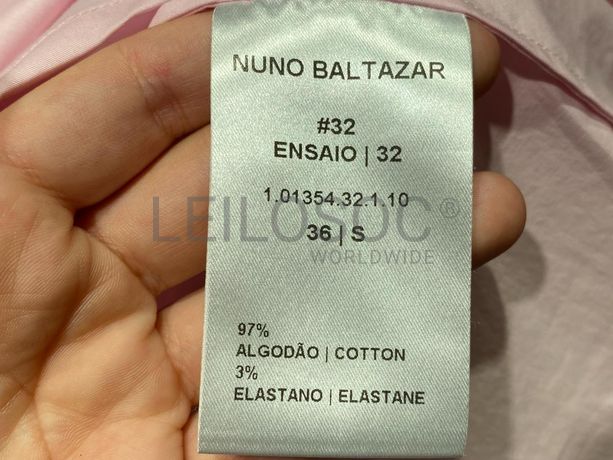 NUNO BALTAZAR
#32
ENSAIO | 32
1.01354.32.1.10
LEILOSOC®
36 | S
WORLDWIDE
97%
ALGODÃO | COTTON
3%
ELASTANO | ELASTANE